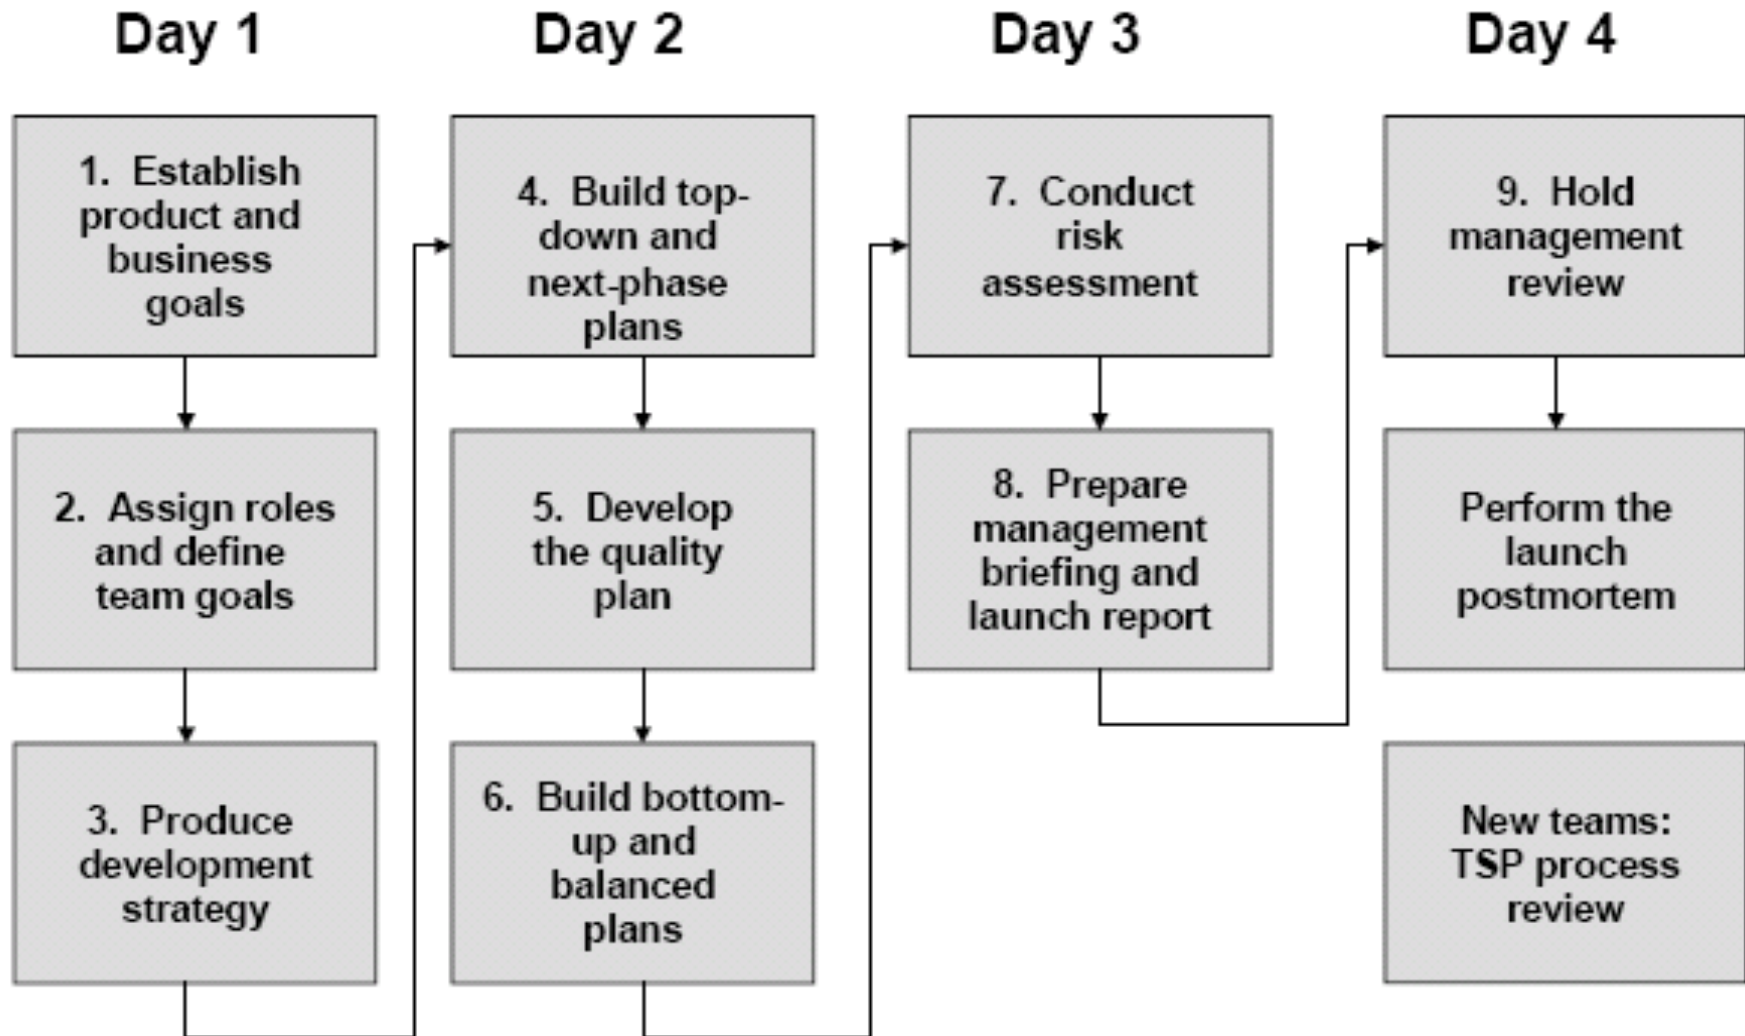 Day 1
Day 2
Day 3
Day 4
1. Establish
product and
business
goals
2. Assign roles
and define
team goals
3. Produce
development
strategy
4. Build top-
down and
next-phase
plans
5. Develop
the quality
plan
6. Build bottom-
up and
balanced
plans
7. Conduct
risk
assessment
8. Prepare
management
briefing and
launch report
9. Hold
management
review
Perform the
launch
postmortem
New teams:
TSP process
review